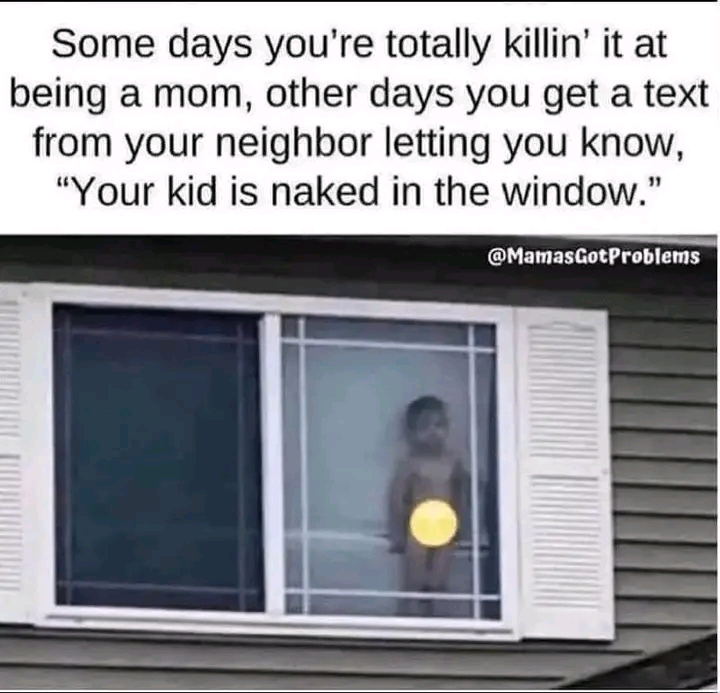 Some days you're totally killin' it at
being a mom, other days you get a text
from your neighbor letting you know,
“Your kid is naked in the window.”
@MamasGotProblems